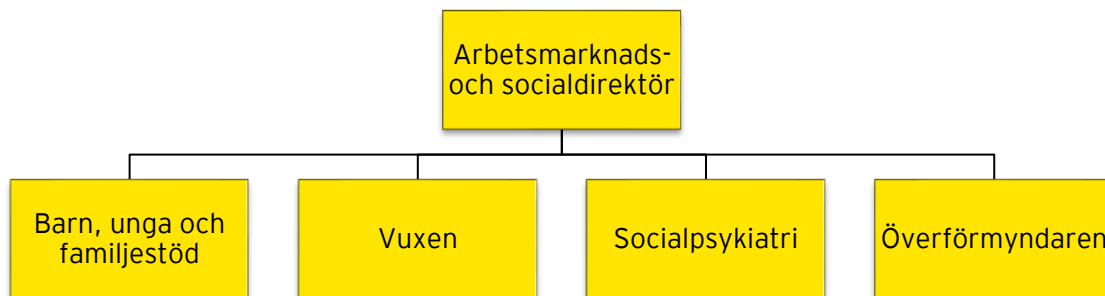 Arbetsmarknads-
och socialdirektör
Barn, unga och
familjestöd
Vuxen
Socialpsykiatri
Överförmyndaren